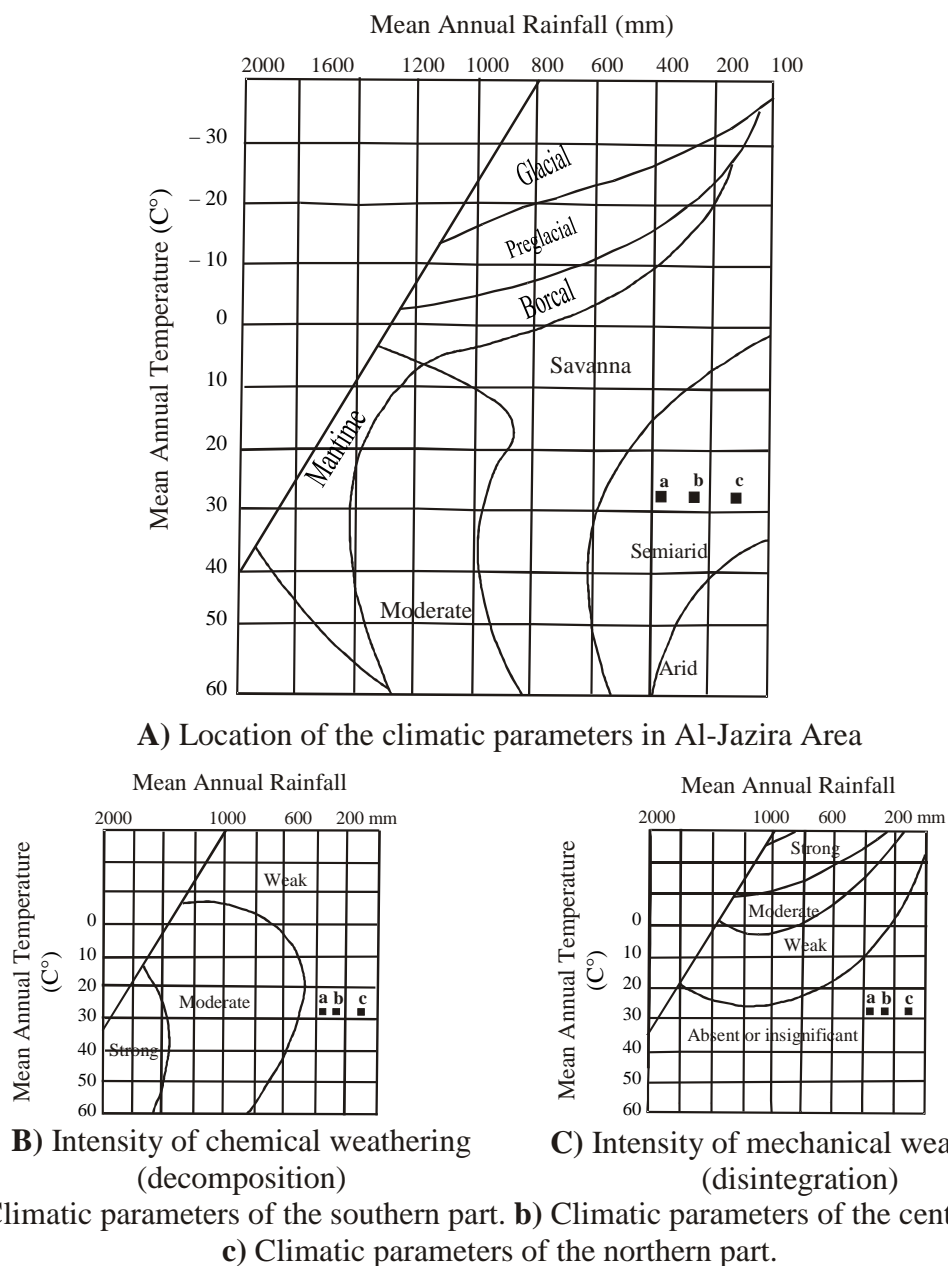 Mean Annual Rainfall (mm)
2000 1600 1200 1000 800 600 400 200 100
Mean Annual Temperature (C°)
– 30
– 20
– 10
0
10
20
30
40
50
60
Glacial
Preglacial
Borcal
Savanna
Mantime
a b c
Semiarid
Moderate
Arid
A) Location of the climatic parameters in Al-Jazira Area
Mean Annual Rainfall
2000 1000 600 200 mm
Mean Annual Temperature
(C°)
0
10
20
30
40
50
60
Weak
Moderate
a b c
Strong
B) Intensity of chemical weathering
(decomposition)
Mean Annual Rainfall
2000 1000 600 200 mm
Mean Annual Temperature
(C°)
0
10
20
30
40
50
60
Strong
Moderate
Weak
a b c
Absent or insignificant
C) Intensity of mechanical wea
(disintegration)
Climatic parameters of the southern part. b) Climatic parameters of the cent
c) Climatic parameters of the northern part.